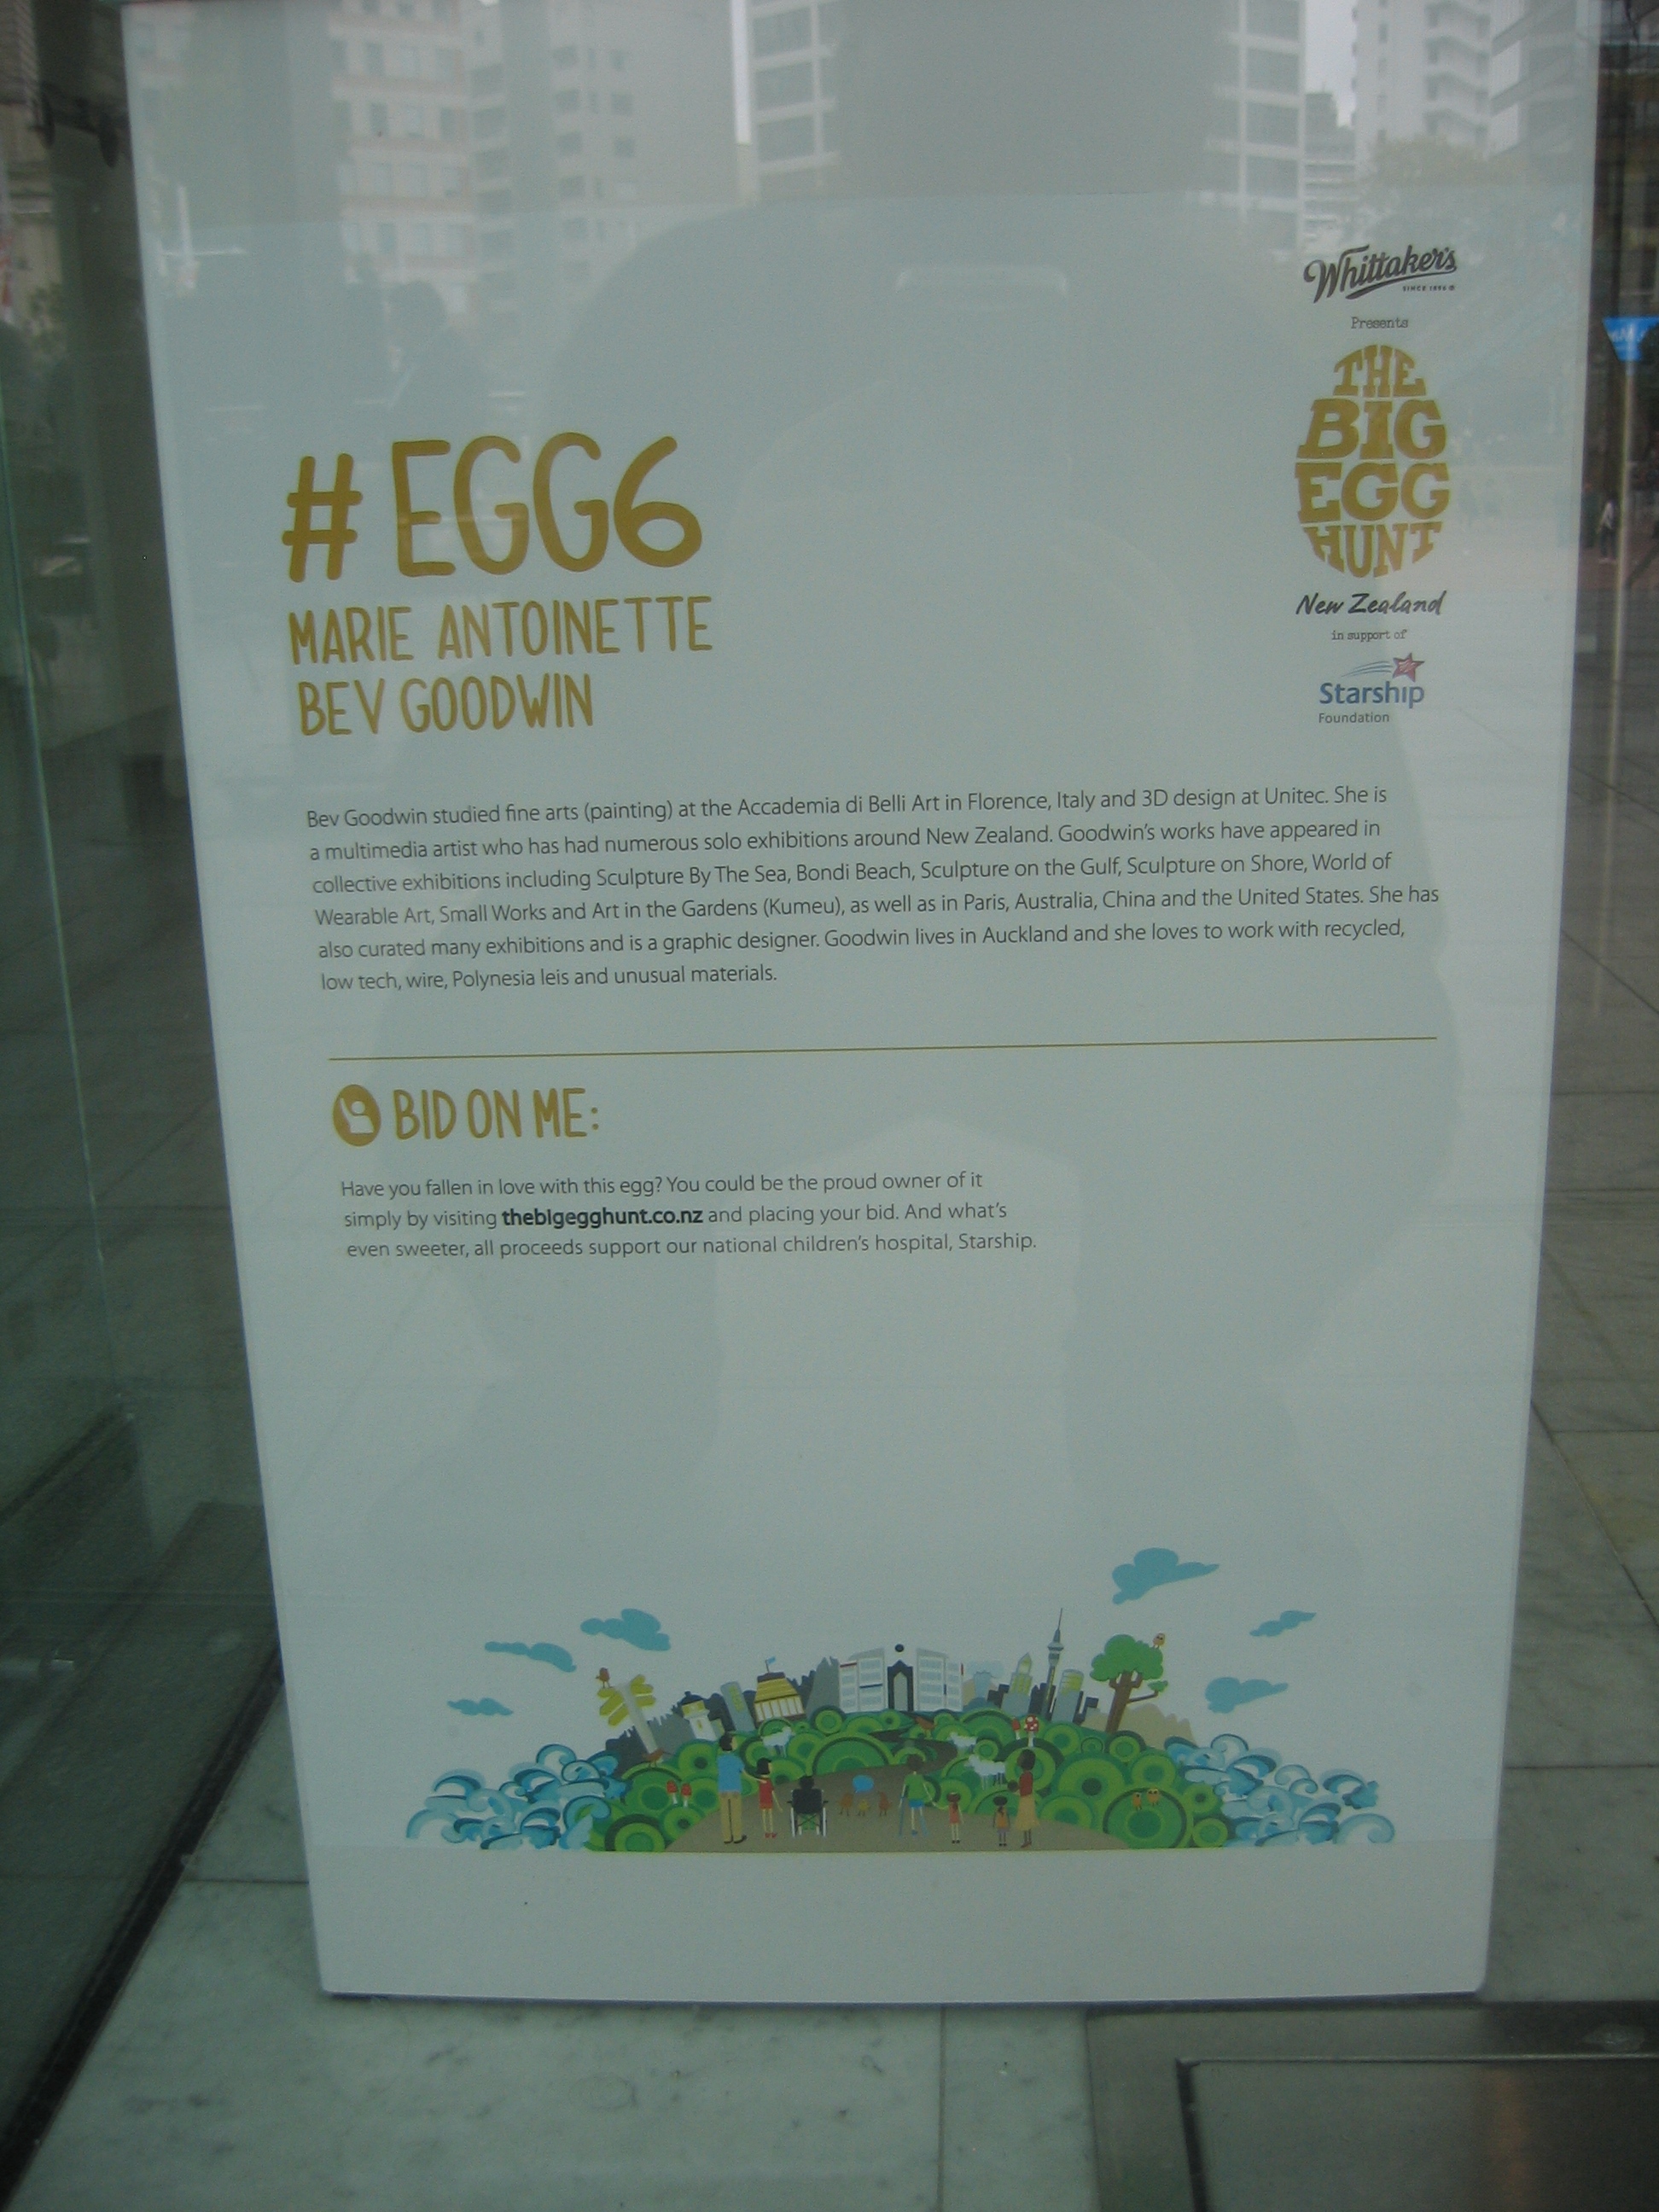 Whittaker's
SINCE 1896
Presents
THE
BIG
EGG
HUNT
New Zealand
in support of
Starship
Foundation
#EGG6
MARIE ANTOINETTE
BEV GOODWIN
Bev Goodwin studied fine arts (painting) at the Accademia di Belli Art in Florence, Italy and 3D design at Unitec. She is
a multimedia artist who has had numerous solo exhibitions around New Zealand. Goodwin's works have appeared in
collective exhibitions including Sculpture By The Sea, Bondi Beach, Sculpture on the Gulf, Sculpture on Shore, World of
Wearable Art, Small Works and Art in the Gardens (Kumeu), as well as in Paris, Australia, China and the United States. She has
also curated many exhibitions and is a graphic designer. Goodwin lives in Auckland and she loves to work with recycled,
low tech, wire, Polynesia leis and unusual materials.
BID ON ME:
Have you fallen in love with this egg? You could be the proud owner of it
simply by visiting thebigegghunt.co.nz and placing your bid. And what's
even sweeter, all proceeds support our national children's hospital, Starship.